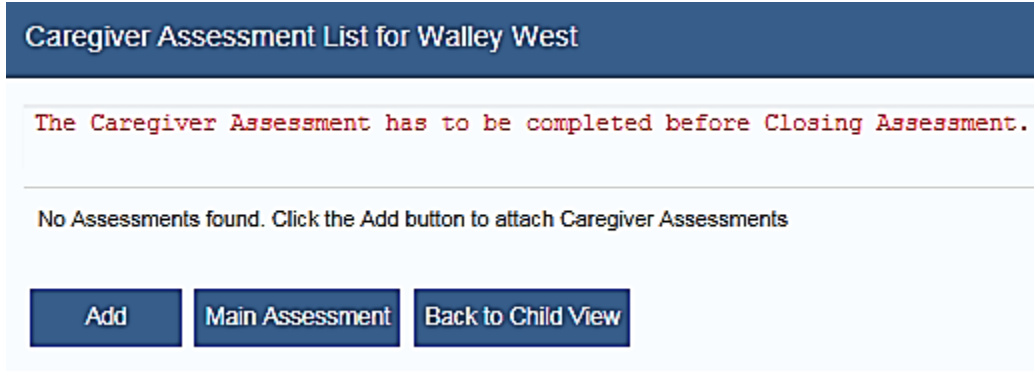 Caregiver Assessment List for Walley West
The Caregiver Assessment has to be completed before Closing Assessment.
No Assessments found. Click the Add button to attach Caregiver Assessments
Add Main Assessment Back to Child View